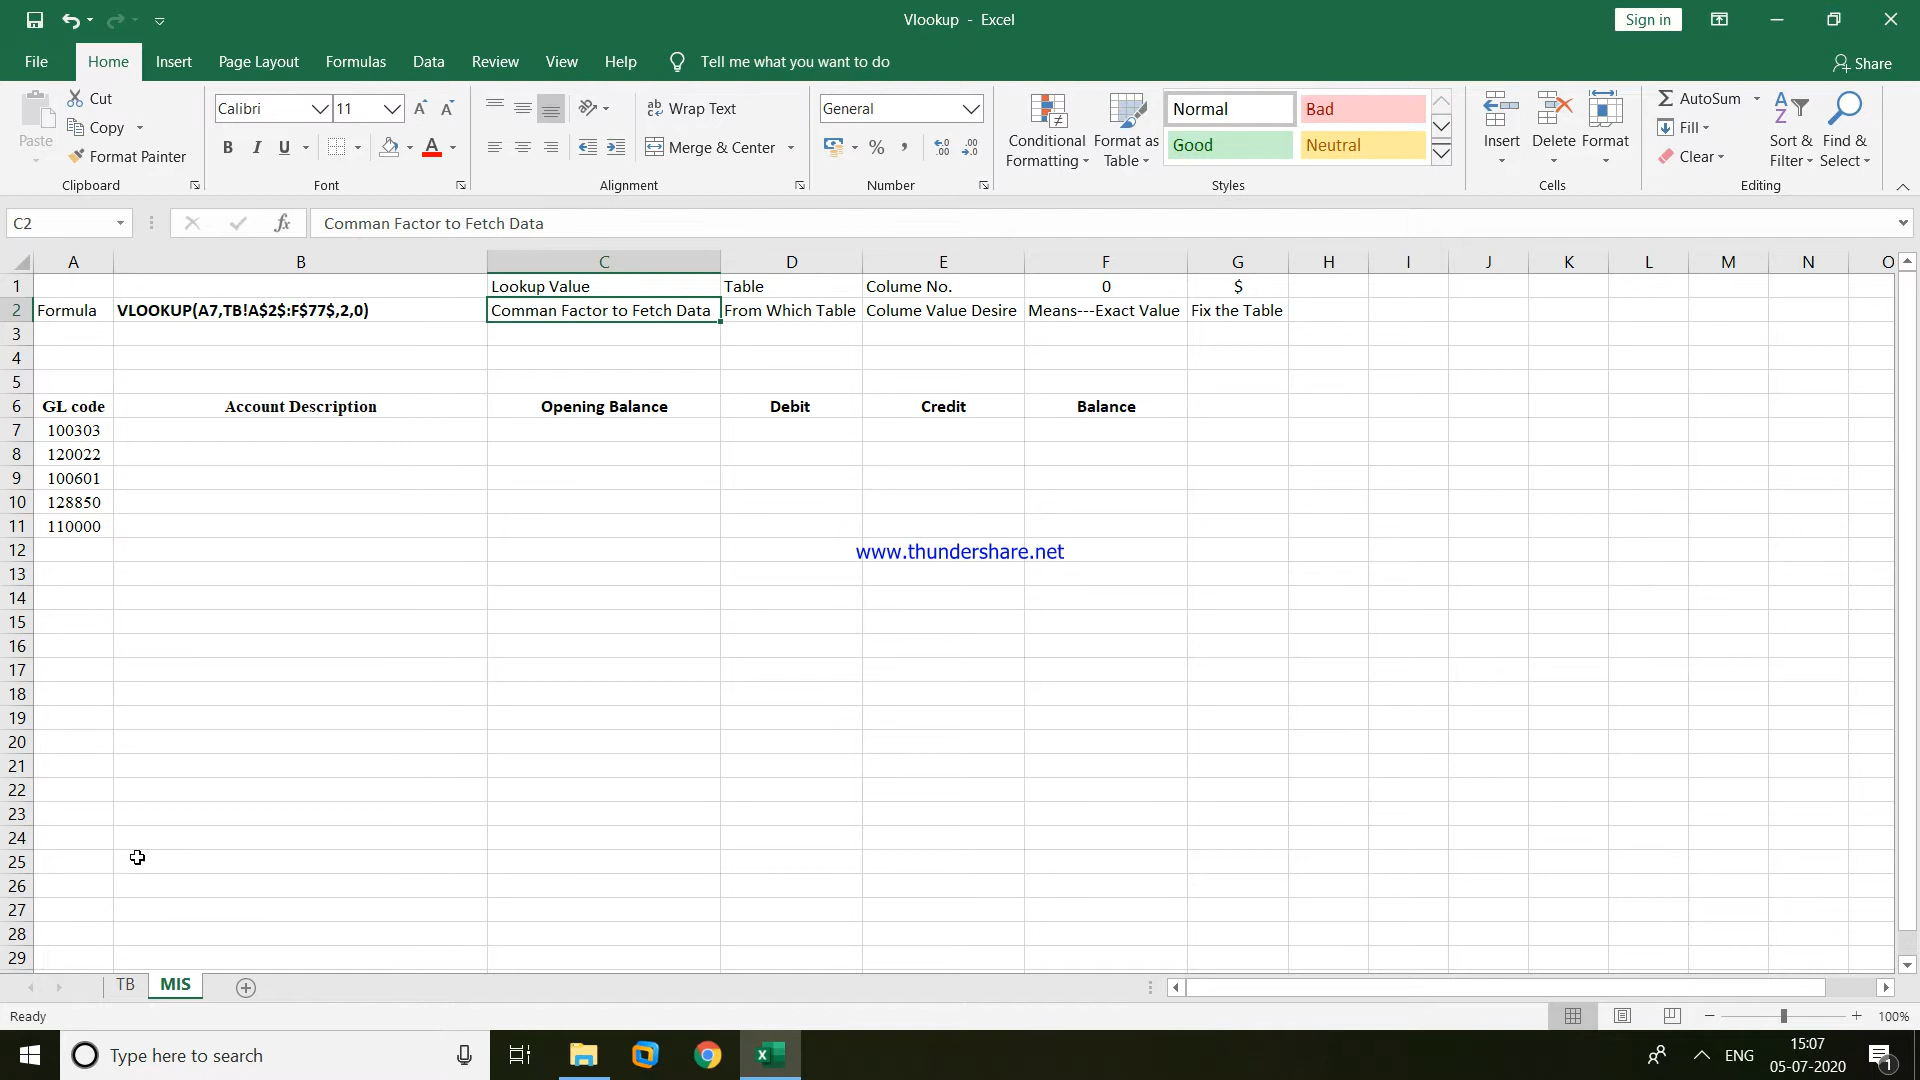 Vlookup - Excel
Sign in
File Home Insert Page Layout Formulas Data Review View Help Tell me what you want to do Share
Paste Cut Copy Format Painter Clipboard
Calibri 11 B I U A Font
Wrap Text Merge & Center Alignment
General % , Number
Conditional Formatting Format as Table Normal Bad Good Neutral Styles
Insert Delete Format Cells
AutoSum Fill Clear Sort & Filter Find & Select Editing
C2 fx Comman Factor to Fetch Data
A B C D E F G H I J K L M N O
1 Lookup Value Table Colume No. 0 $
2 Formula VLOOKUP(A7,TB!A$2$:F$77$,2,0) Comman Factor to Fetch Data From Which Table Colume Value Desire Means---Exact Value Fix the Table
3
4
5
6 GL code Account Description Opening Balance Debit Credit Balance
7 100303
8 120022
9 100601
10 128850
11 110000
12 www.thundershare.net
13
14
15
16
17
18
19
20
21
22
23
24
25
26
27
28
29
TB MIS
Ready 100%
Type here to search ENG 15:07
05-07-2020 1